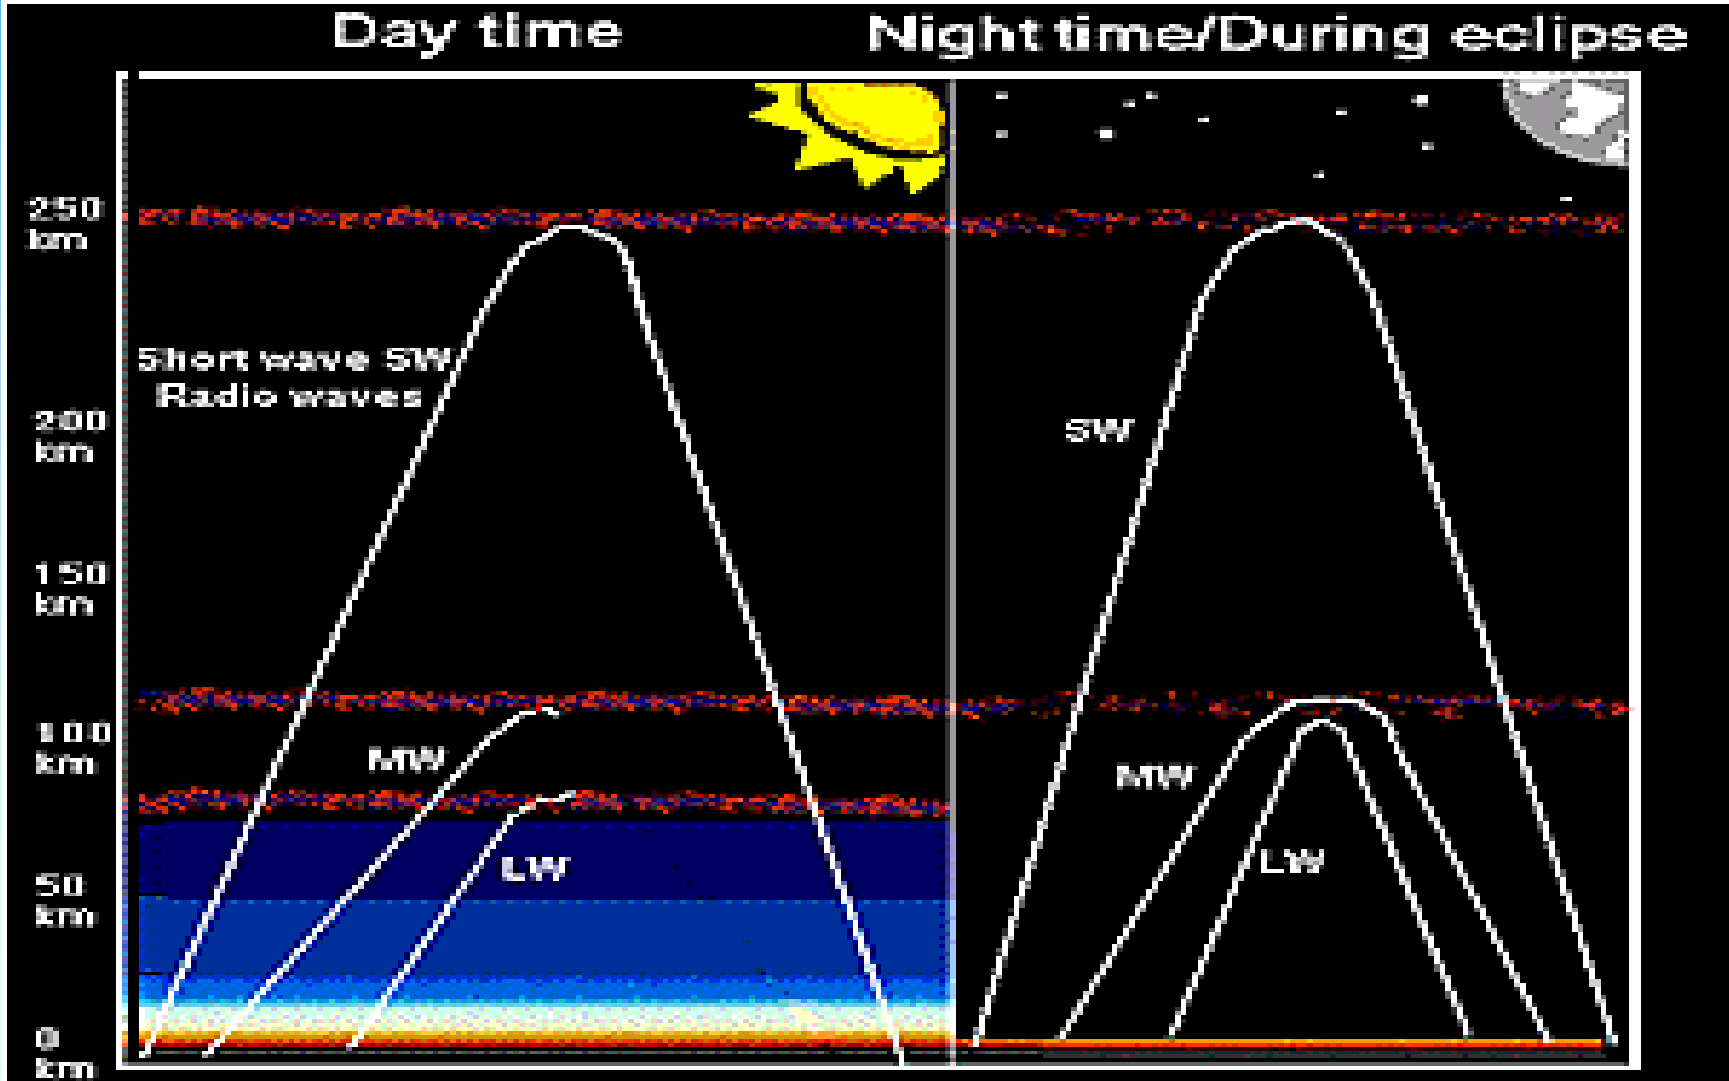 Day time
Night time/During eclipse
250
km
Short wave SW
Radio waves
200
km
SW
150
km
100
km
MW
MW
50
km
LW
LW
0
km